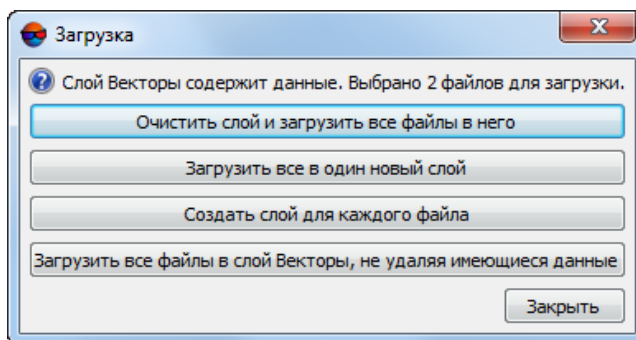 Загрузка
Слой Векторы содержит данные. Выбрано 2 файлов для загрузки.
Очистить слой и загрузить все файлы в него
Загрузить все в один новый слой
Создать слой для каждого файла
Загрузить все файлы в слой Векторы, не удаляя имеющиеся данные
Закрыть